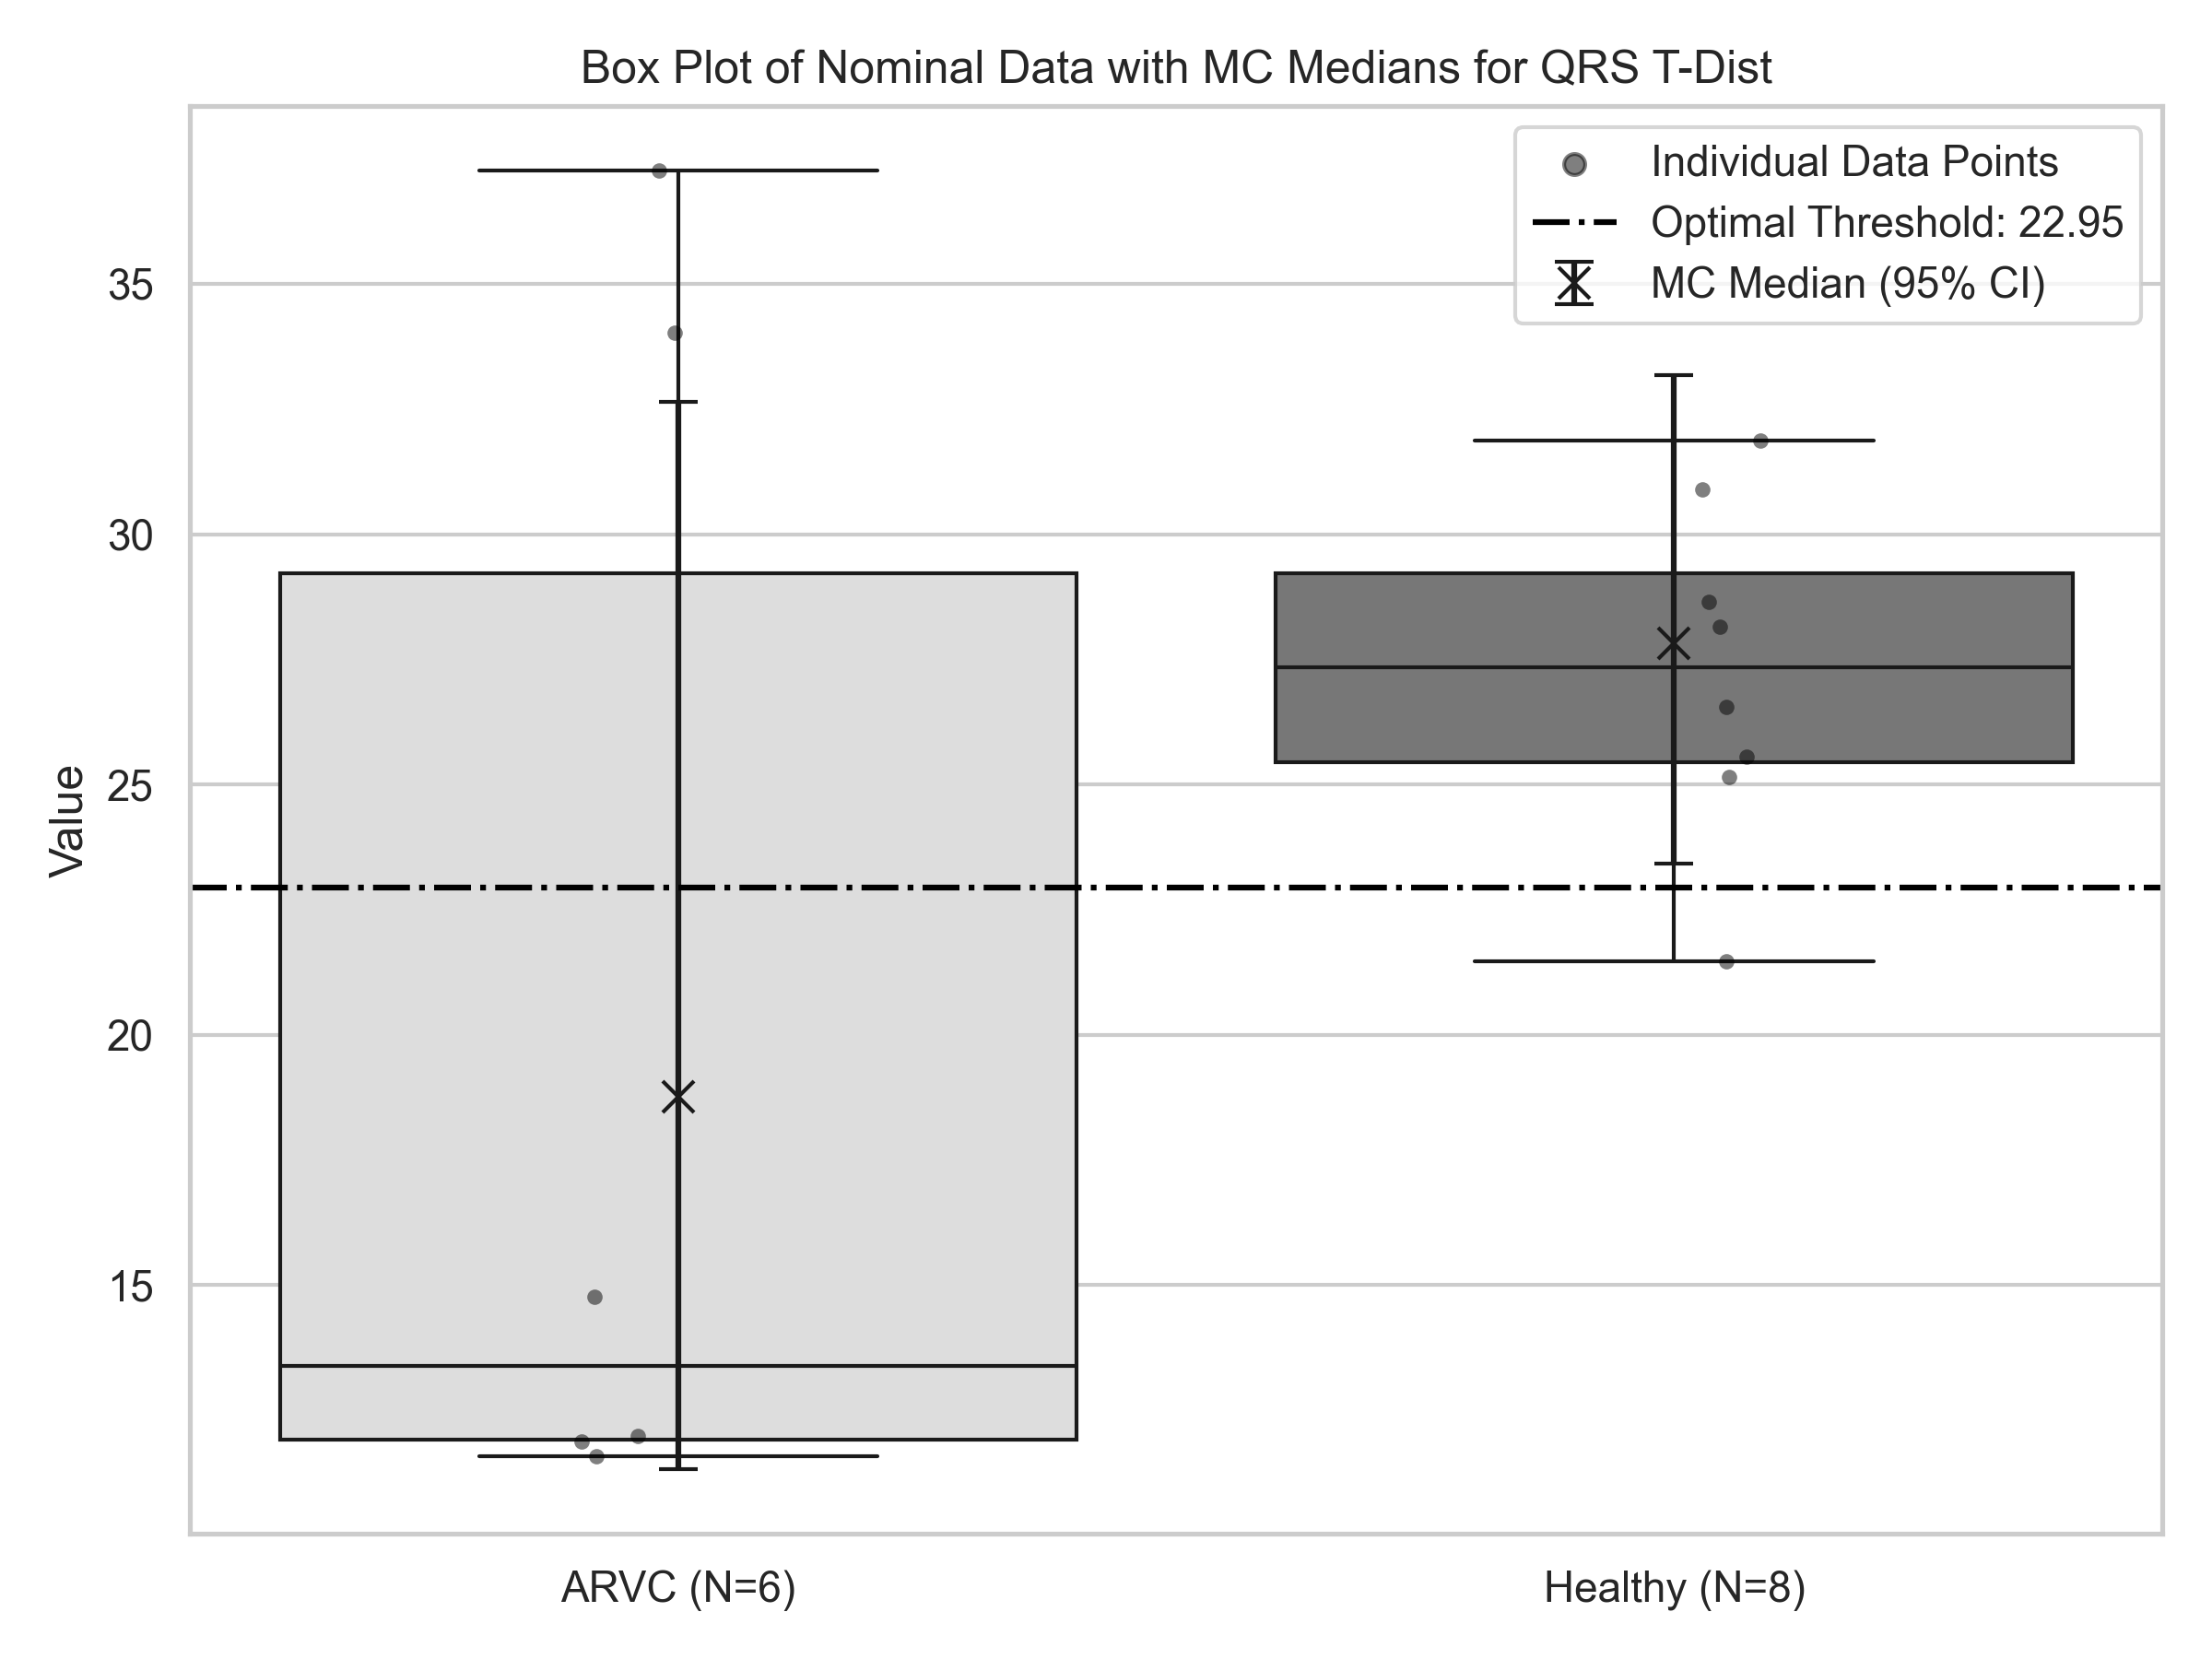 Box Plot of Nominal Data with MC Medians for QRS T-Dist
Individual Data Points
Optimal Threshold: 22.95
MC Median (95% CI)
Value
35
30
25
20
15
ARVC (N=6)
Healthy (N=8)